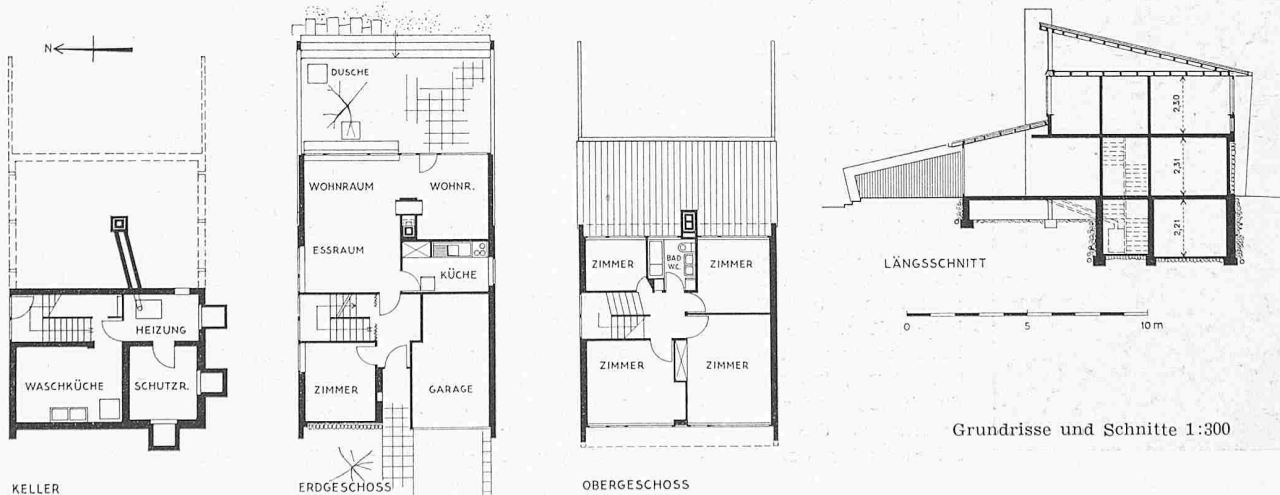 N
HEIZUNG
WASCHKÜCHE
SCHUTZR.
KELLER
DUSCHE
WOHNRAUM
WOHNR.
ESSRAUM
KÜCHE
ZIMMER
GARAGE
ERDGESCHOSS
ZIMMER
BAD
W.C.
ZIMMER
ZIMMER
ZIMMER
OBERGESCHOSS
2,30
2,31
2,21
LÄNGSSCHNITT
0
5
10 m
Grundrisse und Schnitte 1:300